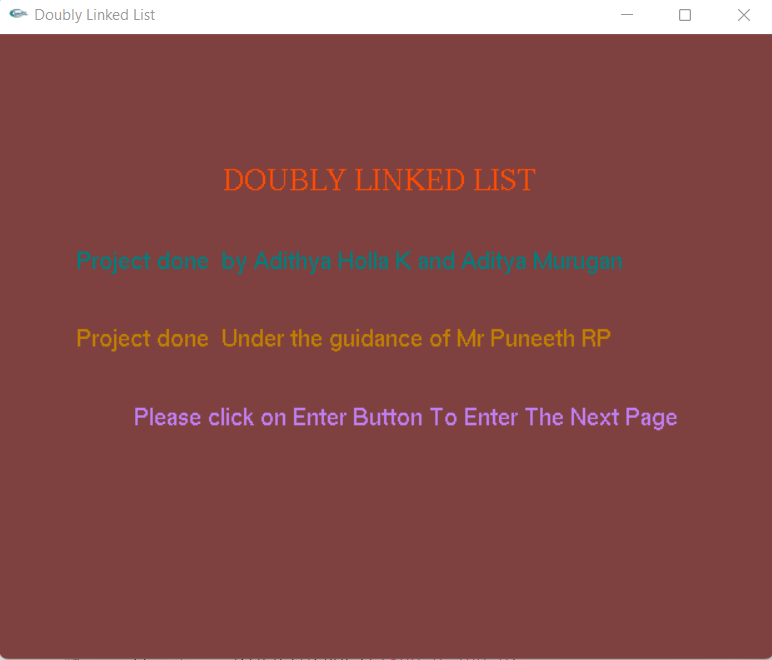 Doubly Linked List
DOUBLY LINKED LIST
Project done  by Adithya Holla K and Aditya Murugan
Project done  Under the guidance of Mr Puneeth RP
Please click on Enter Button To Enter The Next Page